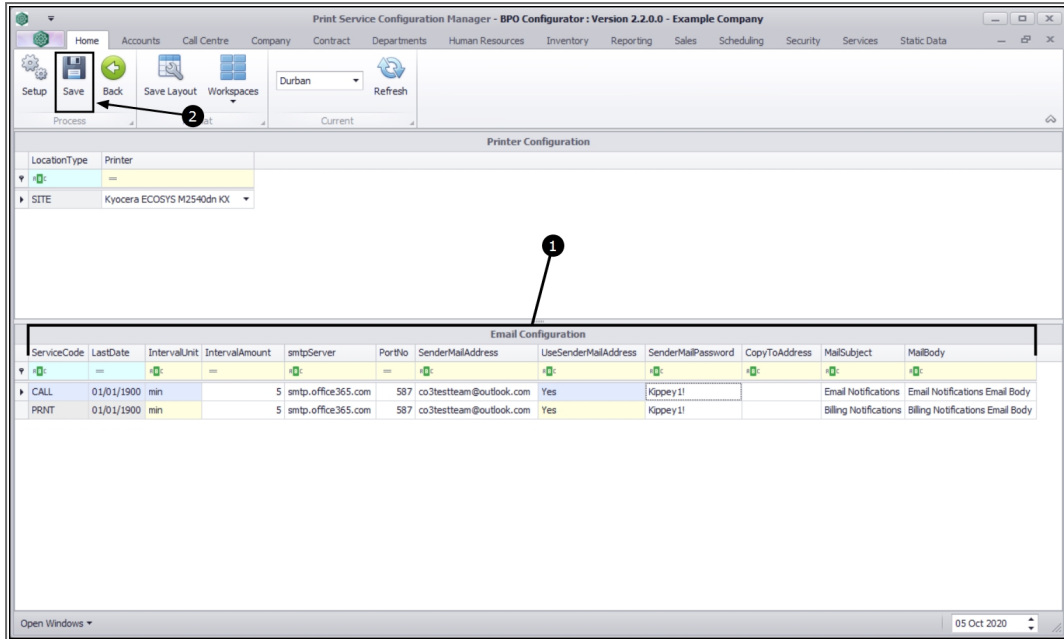 Print Service Configuration Manager - BPO Configurator : Version 2.2.0.0 - Example Company
Home Accounts Call Centre Company Contract Departments Human Resources Inventory Reporting Sales Scheduling Security Services Static Data
Setup Save Back Save Layout Workspaces Durban Refresh
Process 2 at Current
Printer Configuration
LocationType Printer
SITE Kyocera ECOSYS M2540dn KX
1
Email Configuration
ServiceCode LastDate IntervalUnit IntervalAmount smtpServer PortNo SenderMailAddress UseSenderMailAddress SenderMailPassword CopyToAddress MailSubject MailBody
CALL 01/01/1900 min 5 smtp.office365.com 587 co3testteam@outlook.com Yes Kippey1! Email Notifications Email Notifications Email Body
PRNT 01/01/1900 min 5 smtp.office365.com 587 co3testteam@outlook.com Yes Kippey1! Billing Notifications Billing Notifications Email Body
Open Windows 05 Oct 2020